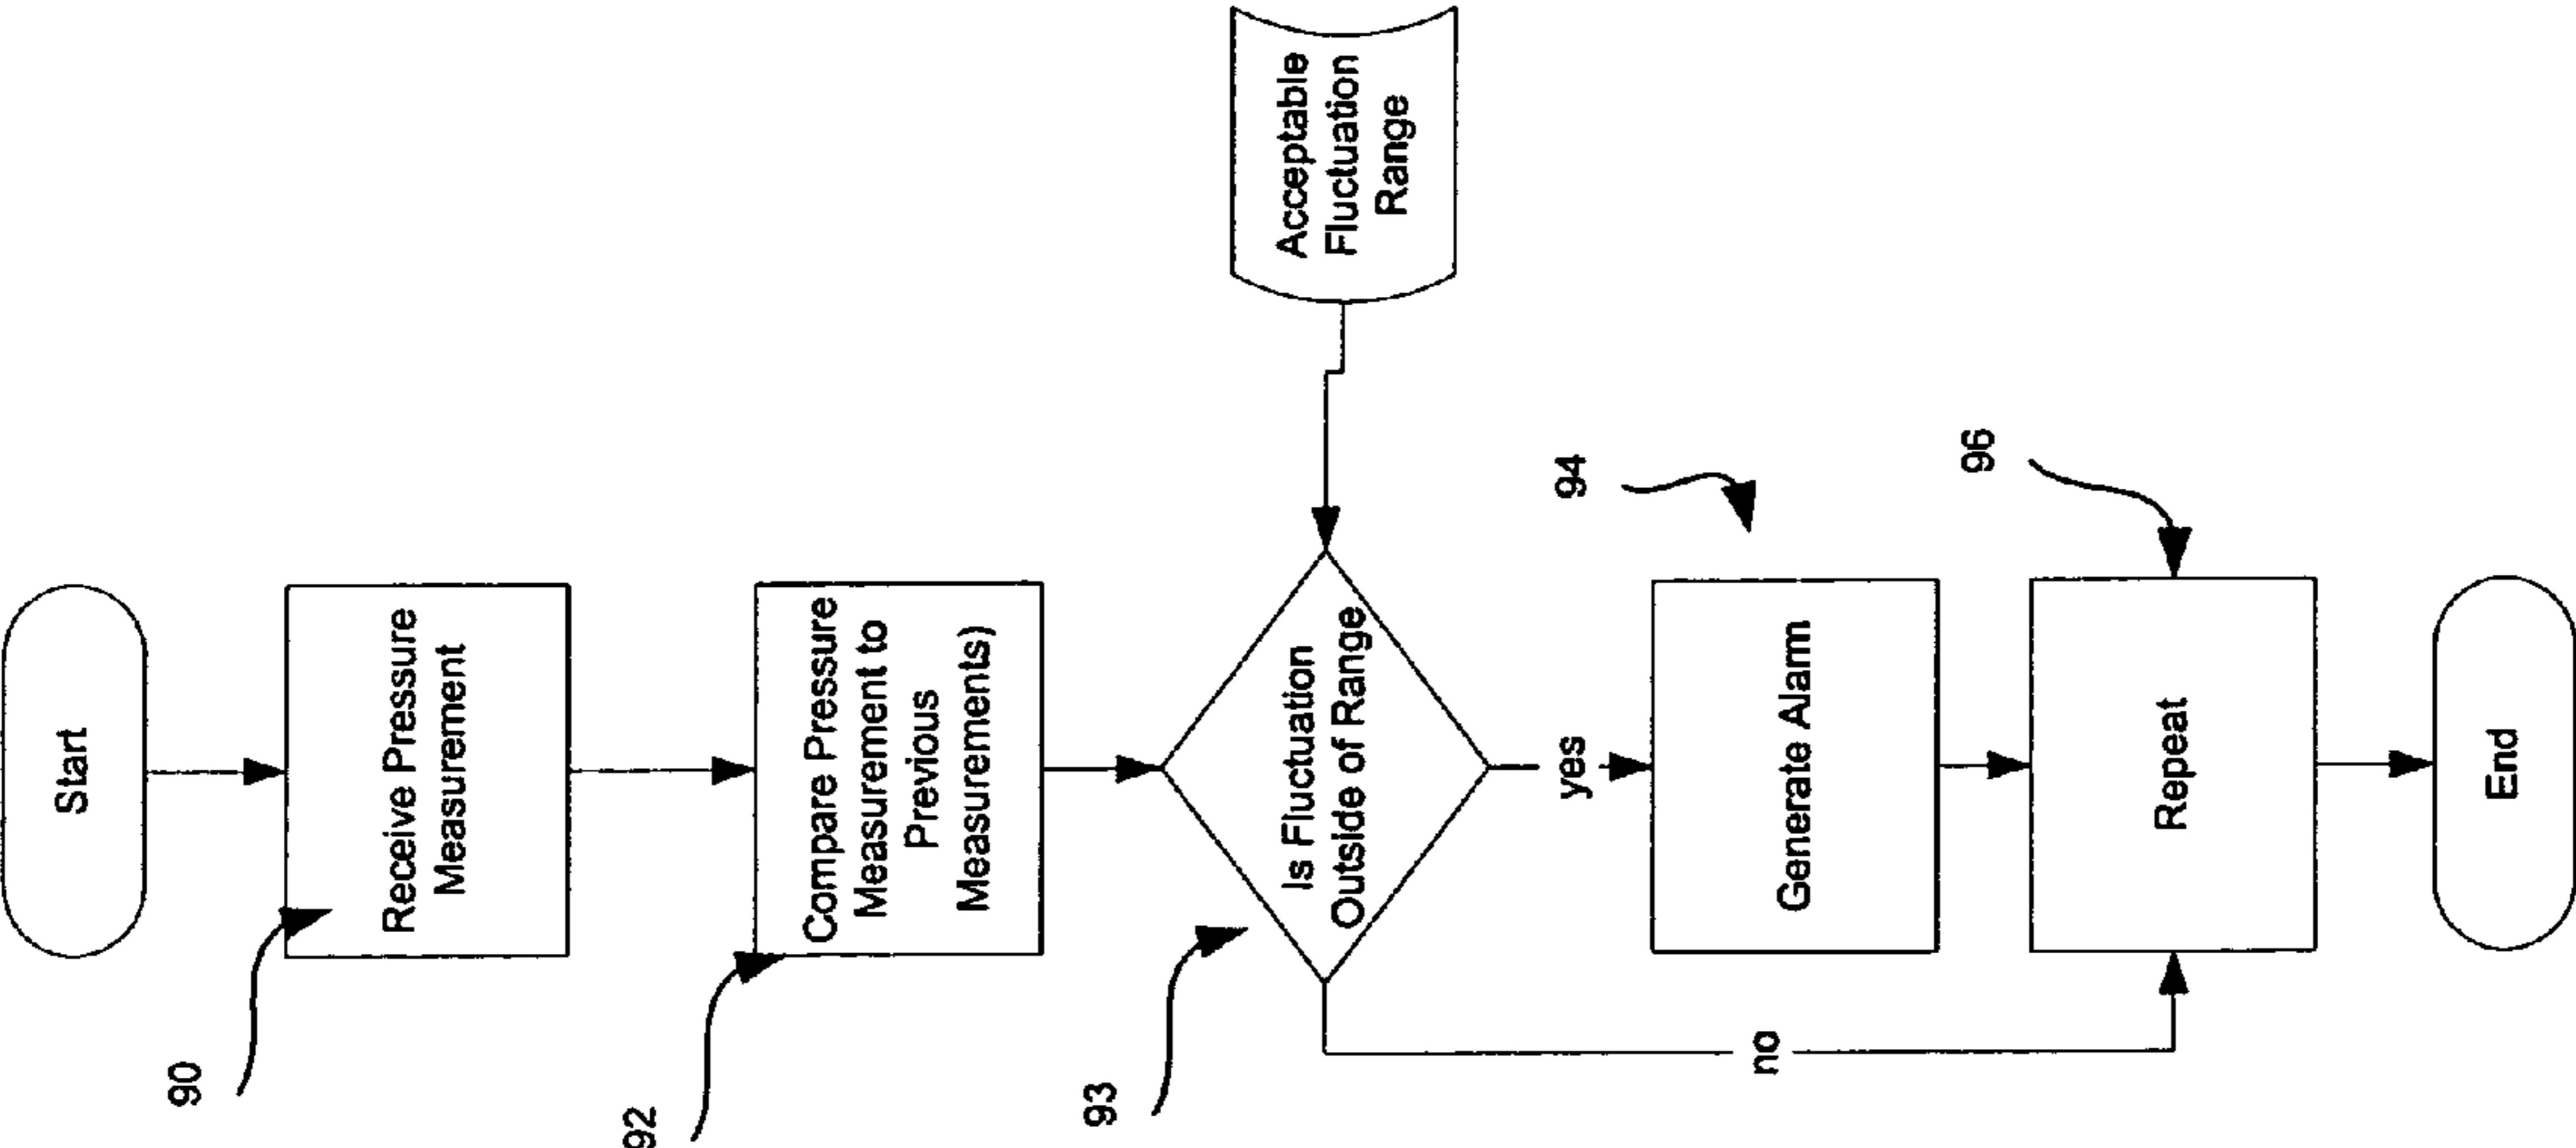 Start
90
Receive Pressure
Measurement
92
Compare Pressure
Measurement to
Previous
Measurements)
93
Is Fluctuation
Outside of Range
Acceptable
Fluctuation
Range
yes
no
94
Generate Alarm
96
Repeat
End